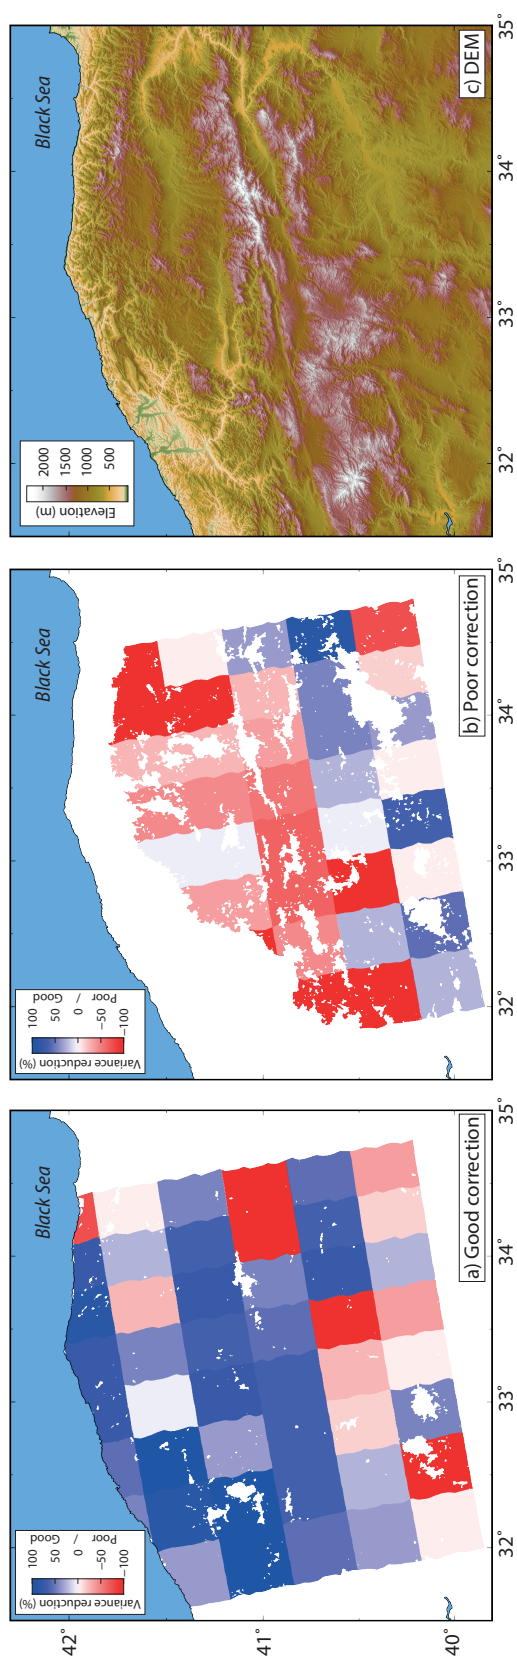 Black Sea
Variance reduction (%)
−100
−50
0
50
100
Poor / Good
a) Good correction
42˚
41˚
40˚
32˚
33˚
34˚
35˚
Black Sea
Variance reduction (%)
−100
−50
0
50
100
Poor / Good
b) Poor correction
32˚
33˚
34˚
35˚
Black Sea
Elevation (m)
500
1000
1500
2000
c) DEM
32˚
33˚
34˚
35˚